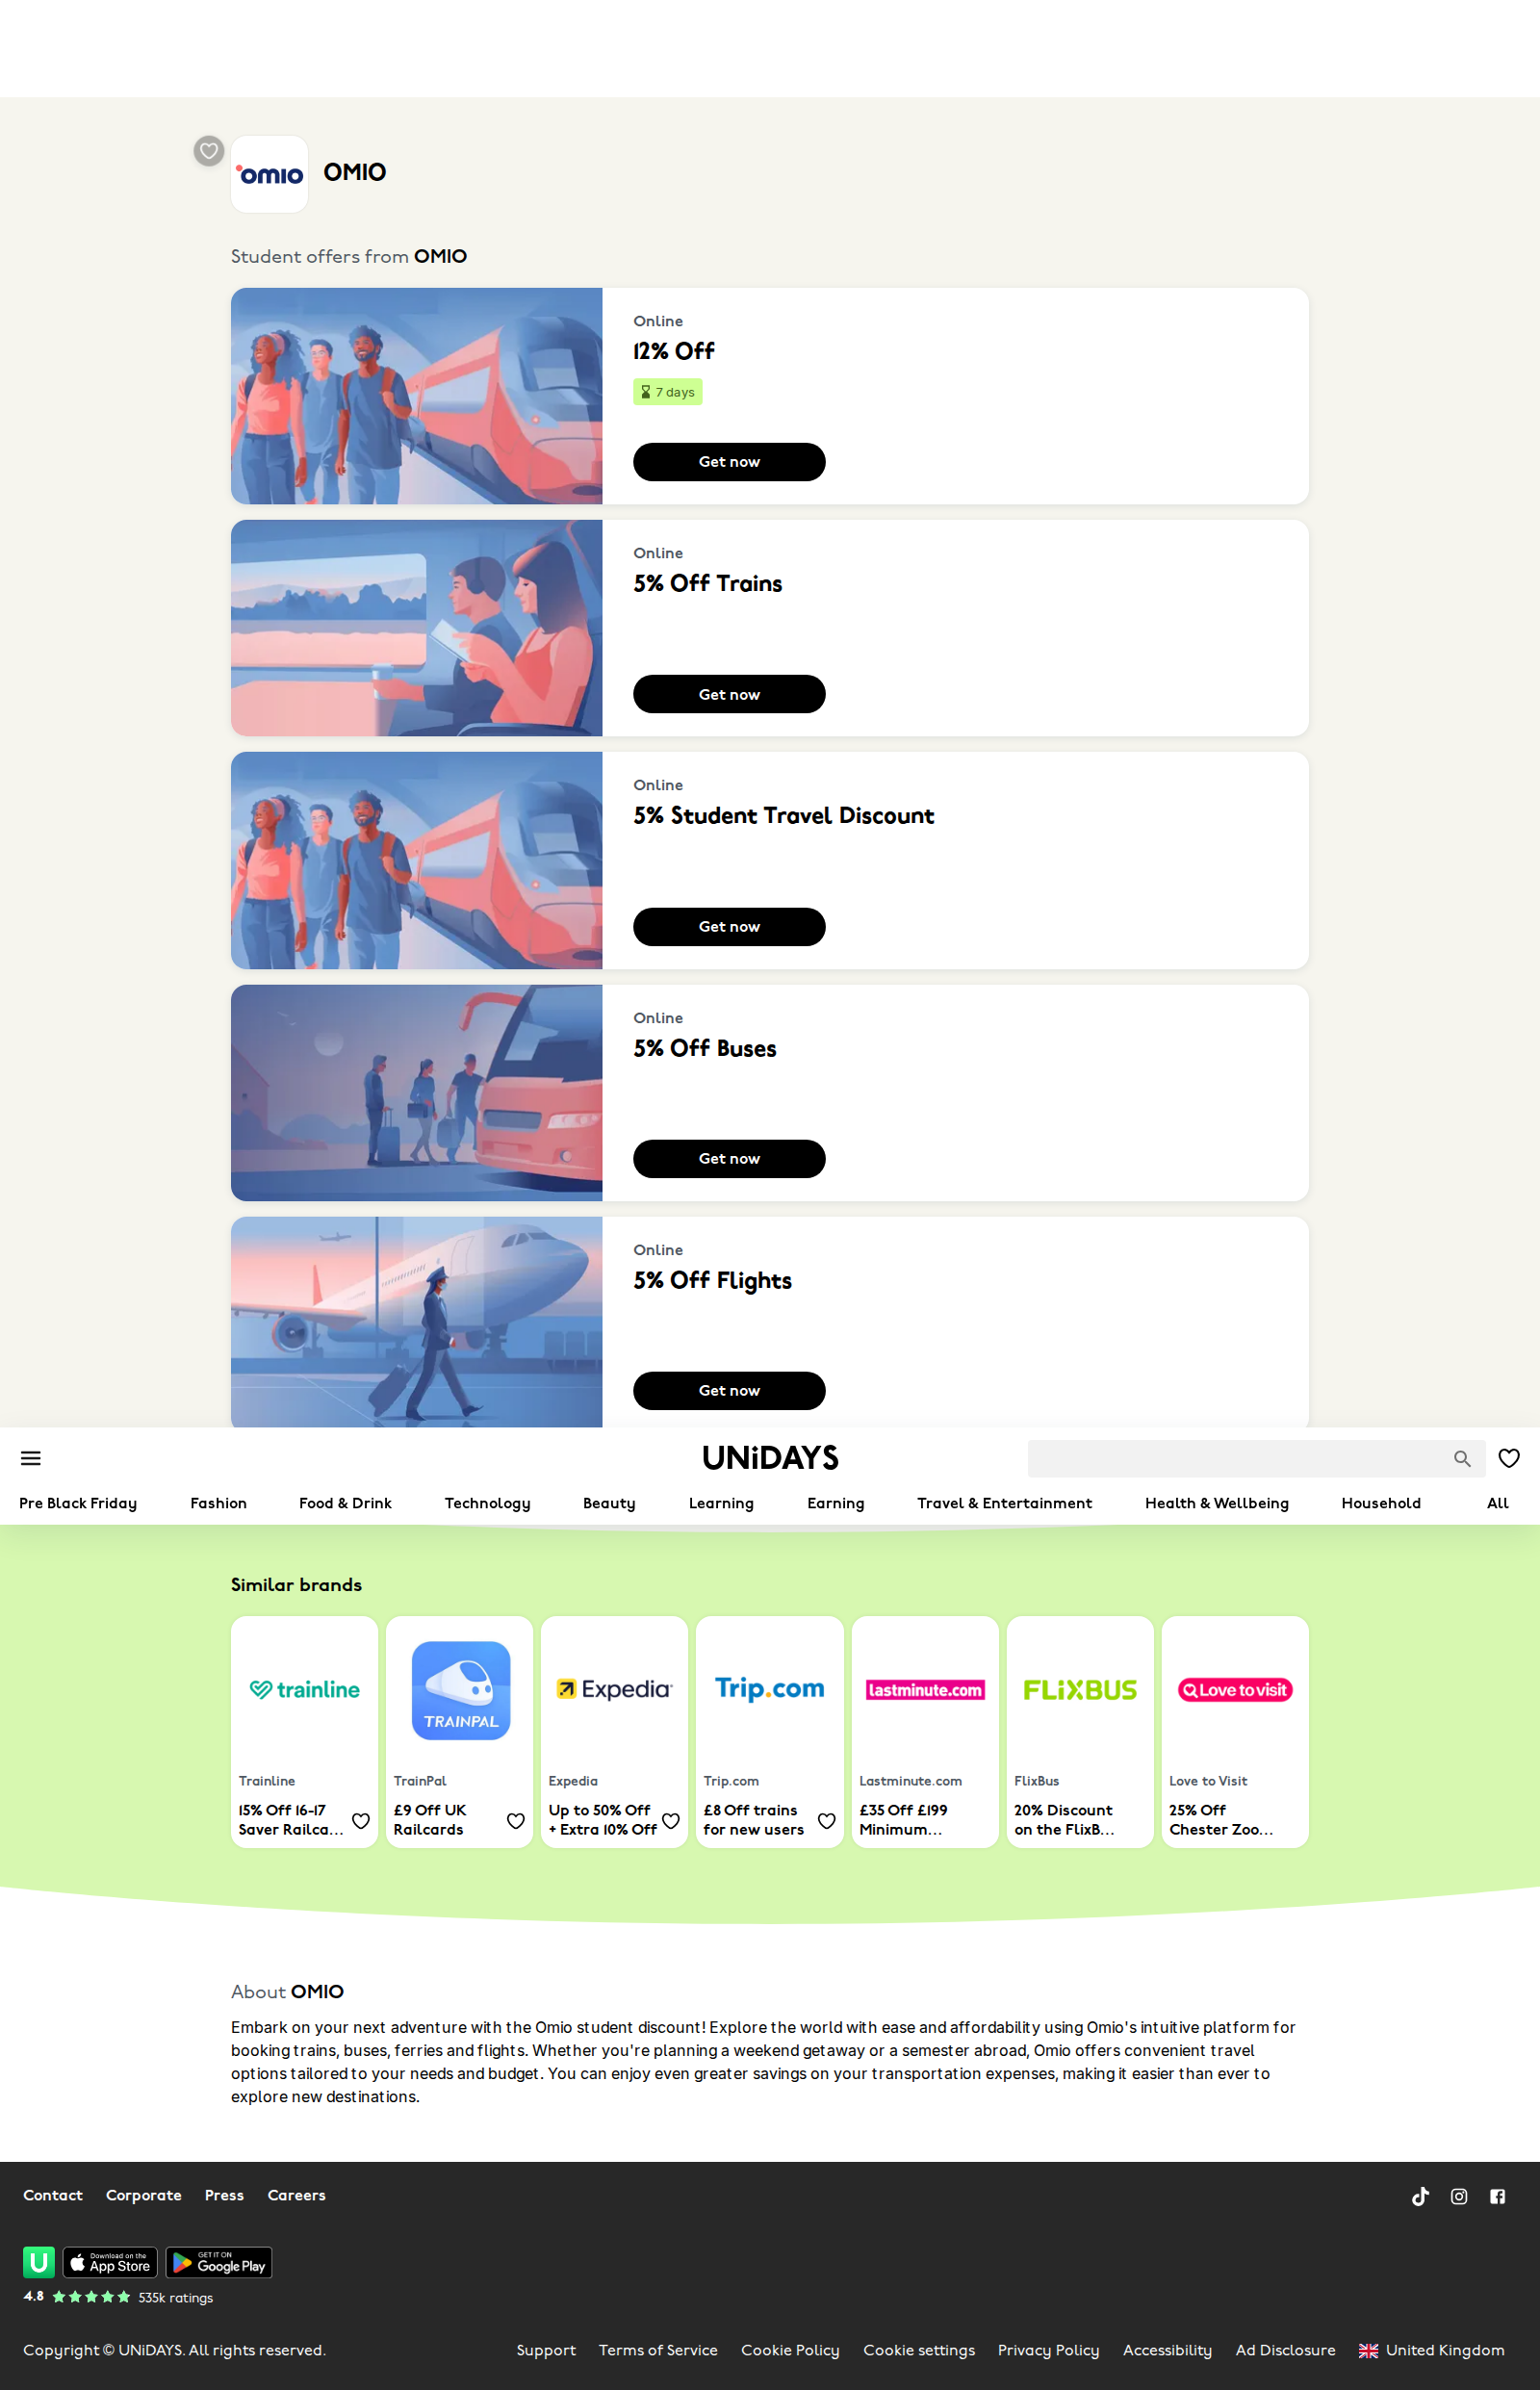 omio
OMIO
Student offers from OMIO
Online
12% Off
7 days
Get now
Online
5% Off Trains
Get now
Online
5% Student Travel Discount
Get now
Online
5% Off Buses
Get now
Online
5% Off Flights
Get now
UNiDAYS
Pre Black Friday Fashion Food & Drink Technology Beauty Learning Earning Travel & Entertainment Health & Wellbeing Household All
Similar brands
trainline
TRAINPAL
Expedia
Trip.com
lastminute.com
FLiXBUS
Love to visit
Trainline
15% Off 16-17
Saver Railca...
TrainPal
£9 Off UK
Railcards
Expedia
Up to 50% Off
+ Extra 10% Off
Trip.com
£8 Off trains
for new users
Lastminute.com
£35 Off £199
Minimum...
FlixBus
20% Discount
on the FlixB...
Love to Visit
25% Off
Chester Zoo...
About OMIO
Embark on your next adventure with the Omio student discount! Explore the world with ease and affordability using Omio's intuitive platform for
booking trains, buses, ferries and flights. Whether you're planning a weekend getaway or a semester abroad, Omio offers convenient travel
options tailored to your needs and budget. You can enjoy even greater savings on your transportation expenses, making it easier than ever to
explore new destinations.
Contact Corporate Press Careers
U
Download on the
App Store
GET IT ON
Google Play
4.8 535k ratings
Copyright © UNiDAYS. All rights reserved. Support Terms of Service Cookie Policy Cookie settings Privacy Policy Accessibility Ad Disclosure United Kingdom